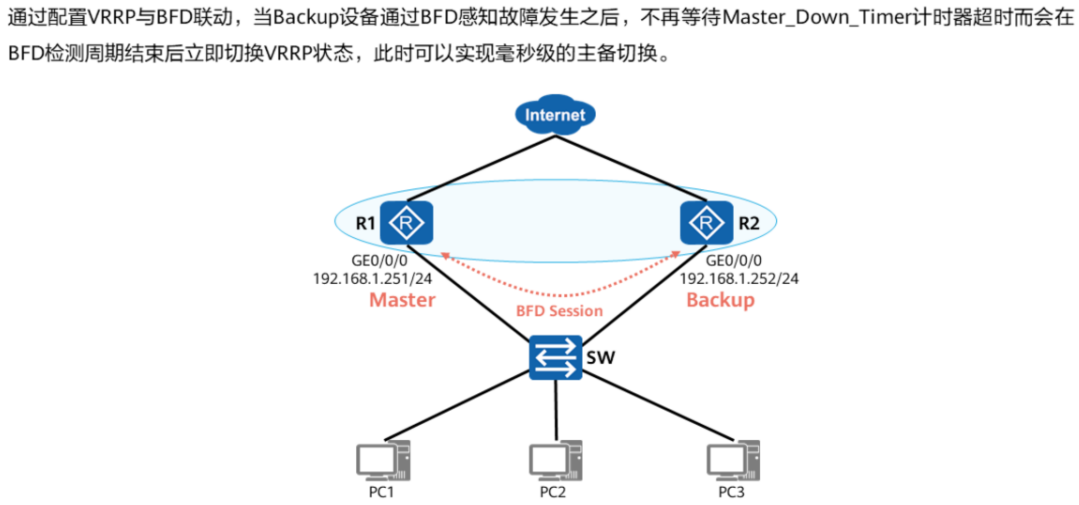 通过配置VRRP与BFD联动，当Backup设备通过BFD感知故障发生之后，不再等待Master_Down_Timer计时器超时而会在
BFD检测周期结束后立即切换VRRP状态，此时可以实现毫秒级的主备切换。
Internet
R1
R
R
R2
GE0/0/0
192.168.1.251/24
Master
GE0/0/0
192.168.1.252/24
Backup
BFD Session
SW
PC1
PC2
PC3